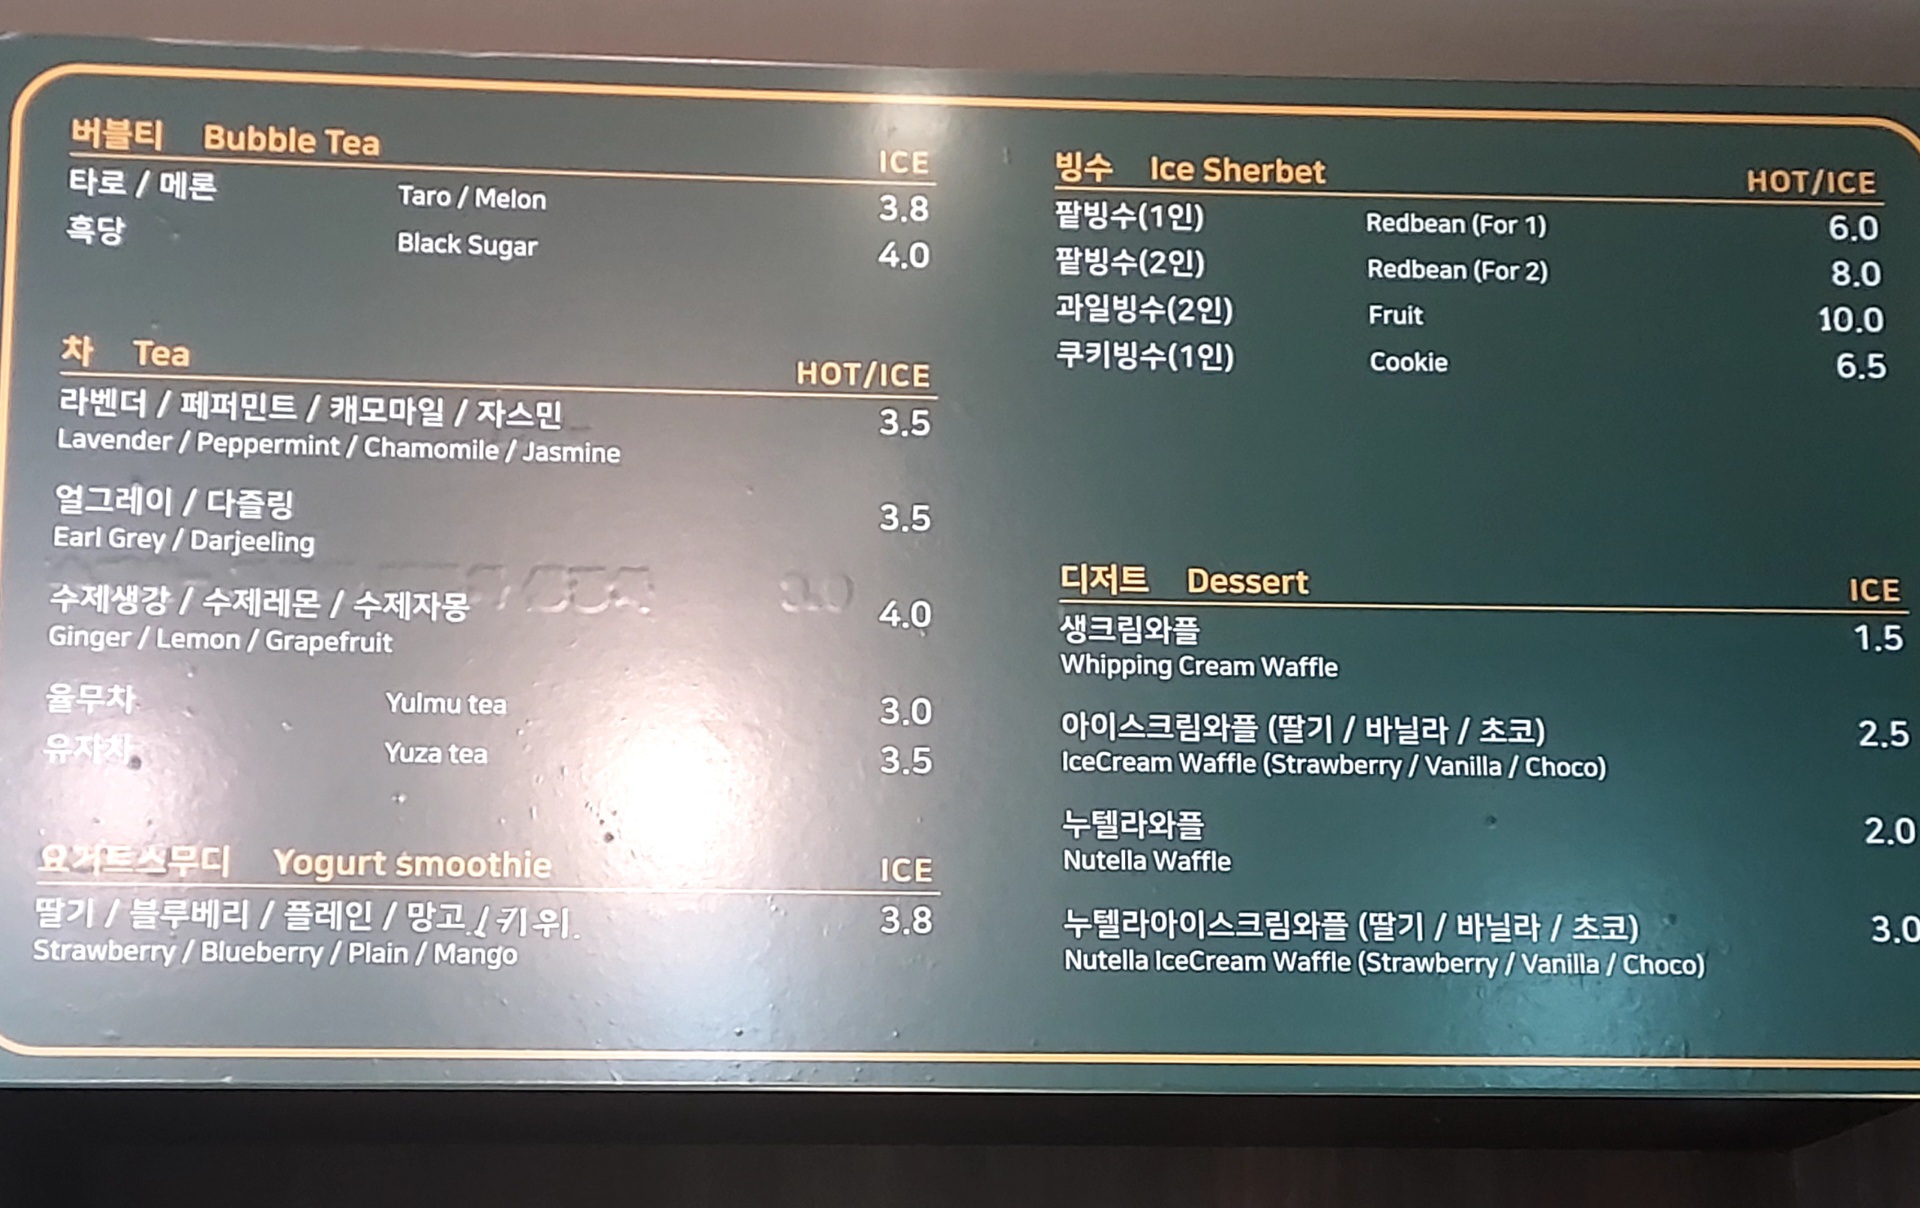 버블티 Bubble Tea ICE
타로 / 메론 Taro / Melon 3.8
흑당 Black Sugar 4.0
차 Tea HOT/ICE
라벤더 / 페퍼민트 / 캐모마일 / 자스민 3.5
Lavender / Peppermint / Chamomile / Jasmine
얼그레이 / 다즐링 3.5
Earl Grey / Darjeeling
수제생강 / 수제레몬 / 수제자몽 4.0
Ginger / Lemon / Grapefruit
율무차 Yulmu tea 3.0
유자차 Yuza tea 3.5
요거트스무디 Yogurt smoothie ICE
딸기 / 블루베리 / 플레인 / 망고 / 키위 3.8
Strawberry / Blueberry / Plain / Mango
빙수 Ice Sherbet HOT/ICE
팥빙수(1인) Redbean (For 1) 6.0
팥빙수(2인) Redbean (For 2) 8.0
과일빙수(2인) Fruit 10.0
쿠키빙수(1인) Cookie 6.5
디저트 Dessert ICE
생크림와플 1.5
Whipping Cream Waffle
아이스크림와플 (딸기 / 바닐라 / 초코) 2.5
IceCream Waffle (Strawberry / Vanilla / Choco)
누텔라와플 2.0
Nutella Waffle
누텔라아이스크림와플 (딸기 / 바닐라 / 초코) 3.0
Nutella IceCream Waffle (Strawberry / Vanilla / Choco)